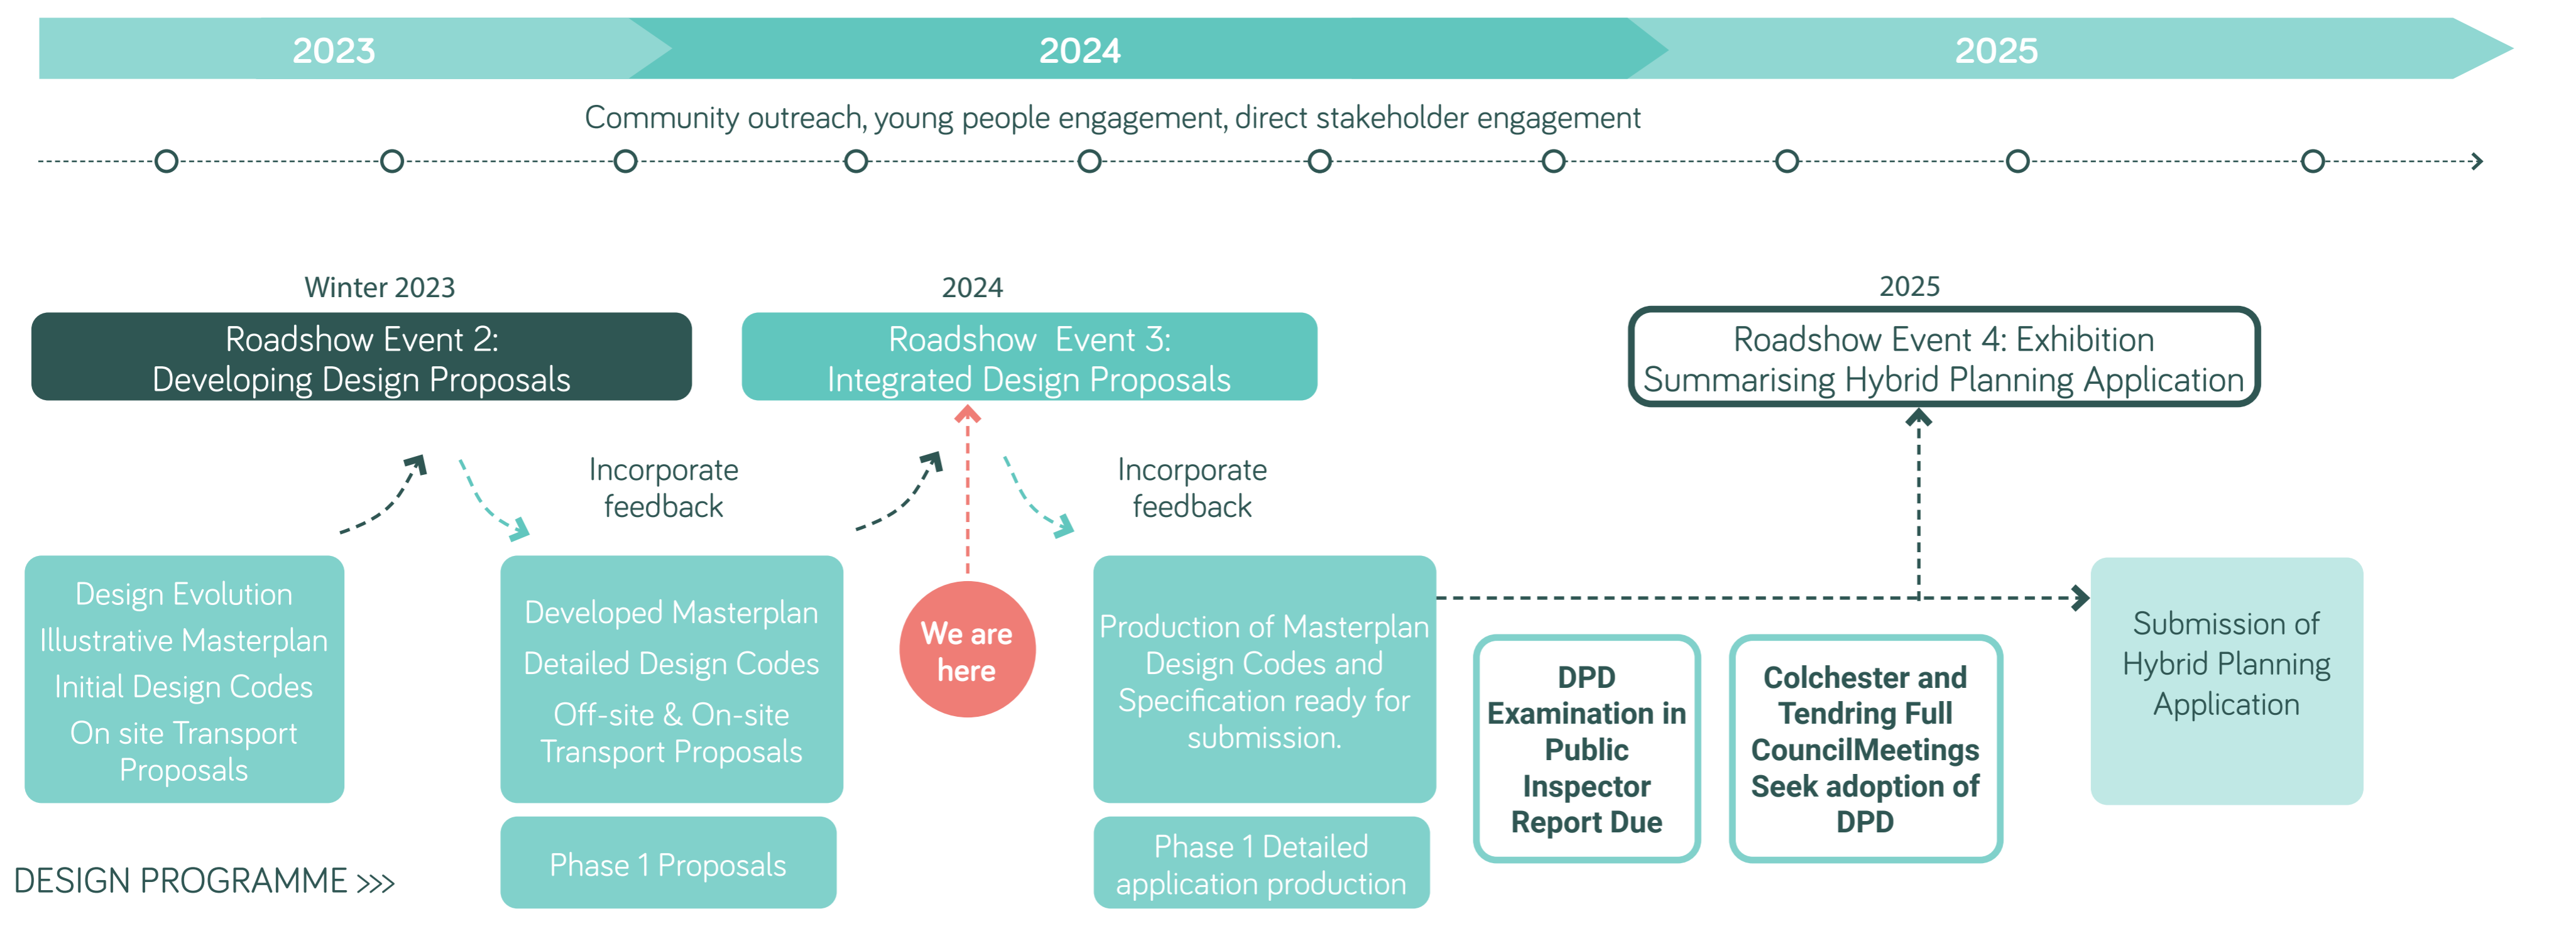 2023
2024
2025
Community outreach, young people engagement, direct stakeholder engagement
Winter 2023
Roadshow Event 2:
Developing Design Proposals
2024
Roadshow Event 3:
Integrated Design Proposals
2025
Roadshow Event 4: Exhibition
Summarising Hybrid Planning Application
Incorporate
feedback
Incorporate
feedback
Design Evolution
Illustrative Masterplan
Initial Design Codes
On site Transport
Proposals
Developed Masterplan
Detailed Design Codes
Off-site & On-site
Transport Proposals
Phase 1 Proposals
We are
here
Production of Masterplan
Design Codes and
Specification ready for
submission.
Phase 1 Detailed
application production
DPD
Examination in
Public
Inspector
Report Due
Colchester and
Tendring Full
CouncilMeetings
Seek adoption of
DPD
Submission of
Hybrid Planning
Application
DESIGN PROGRAMME >>>